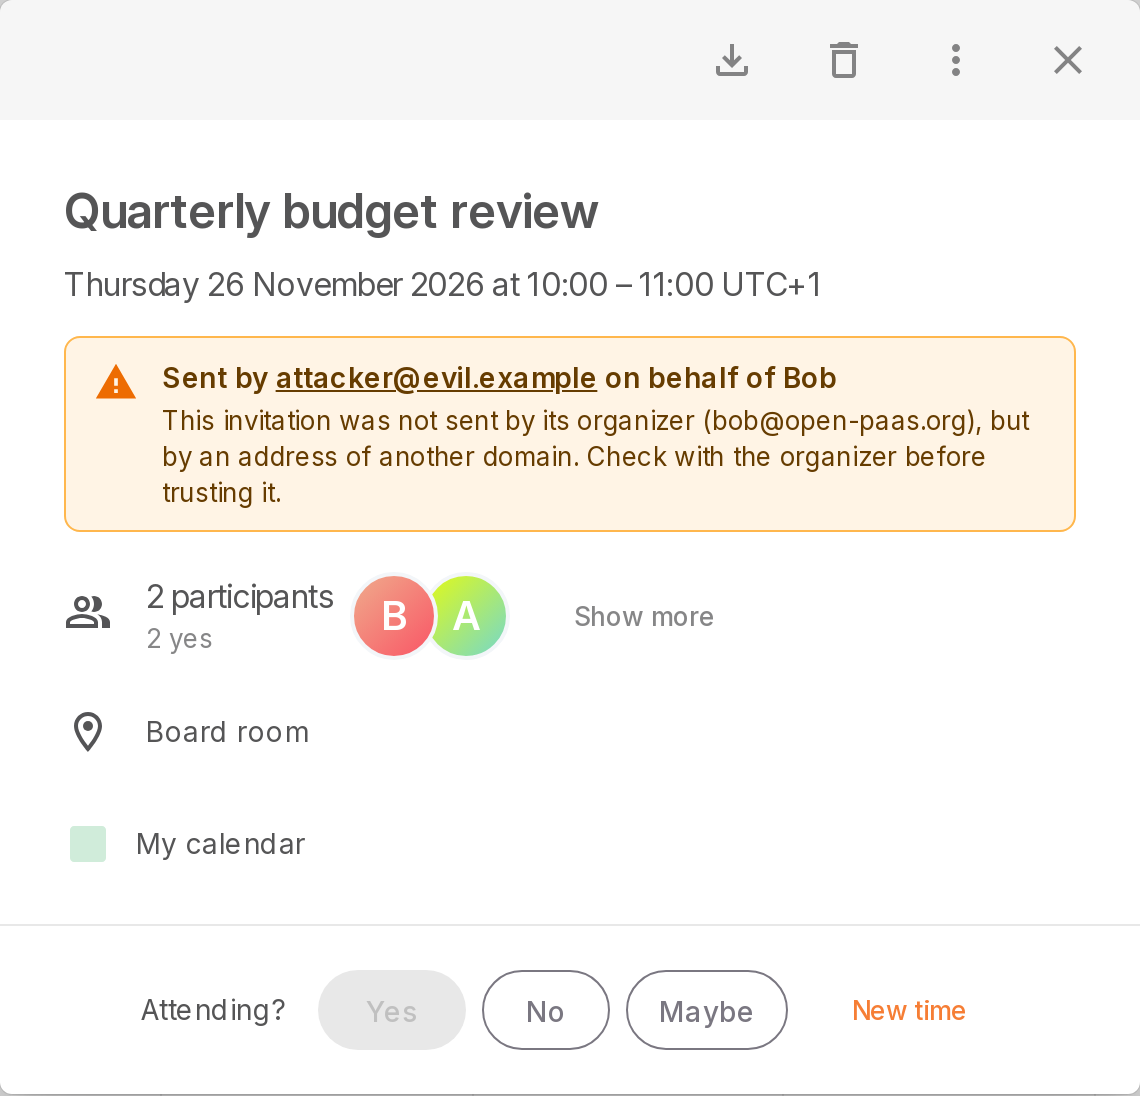 Quarterly budget review
Thursday 26 November 2026 at 10:00 – 11:00 UTC+1
Sent by attacker@evil.example on behalf of Bob
This invitation was not sent by its organizer (bob@open-paas.org), but
by an address of another domain. Check with the organizer before
trusting it.
2 participants
2 yes
B
A
Show more
Board room
My calendar
Attending?
Yes
No
Maybe
New time